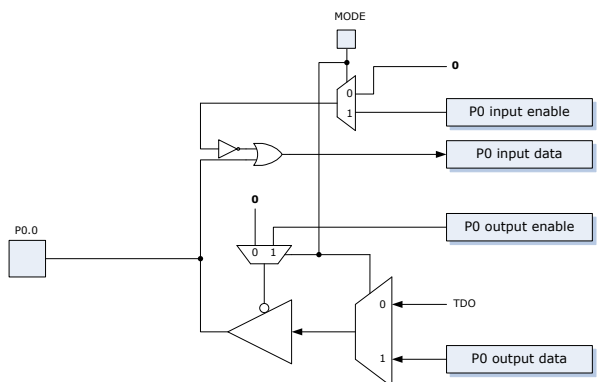 MODE
0
0
1
P0 input enable
P0 input data
0
P0 output enable
P0.0
0 1
0
TDO
1
P0 output data